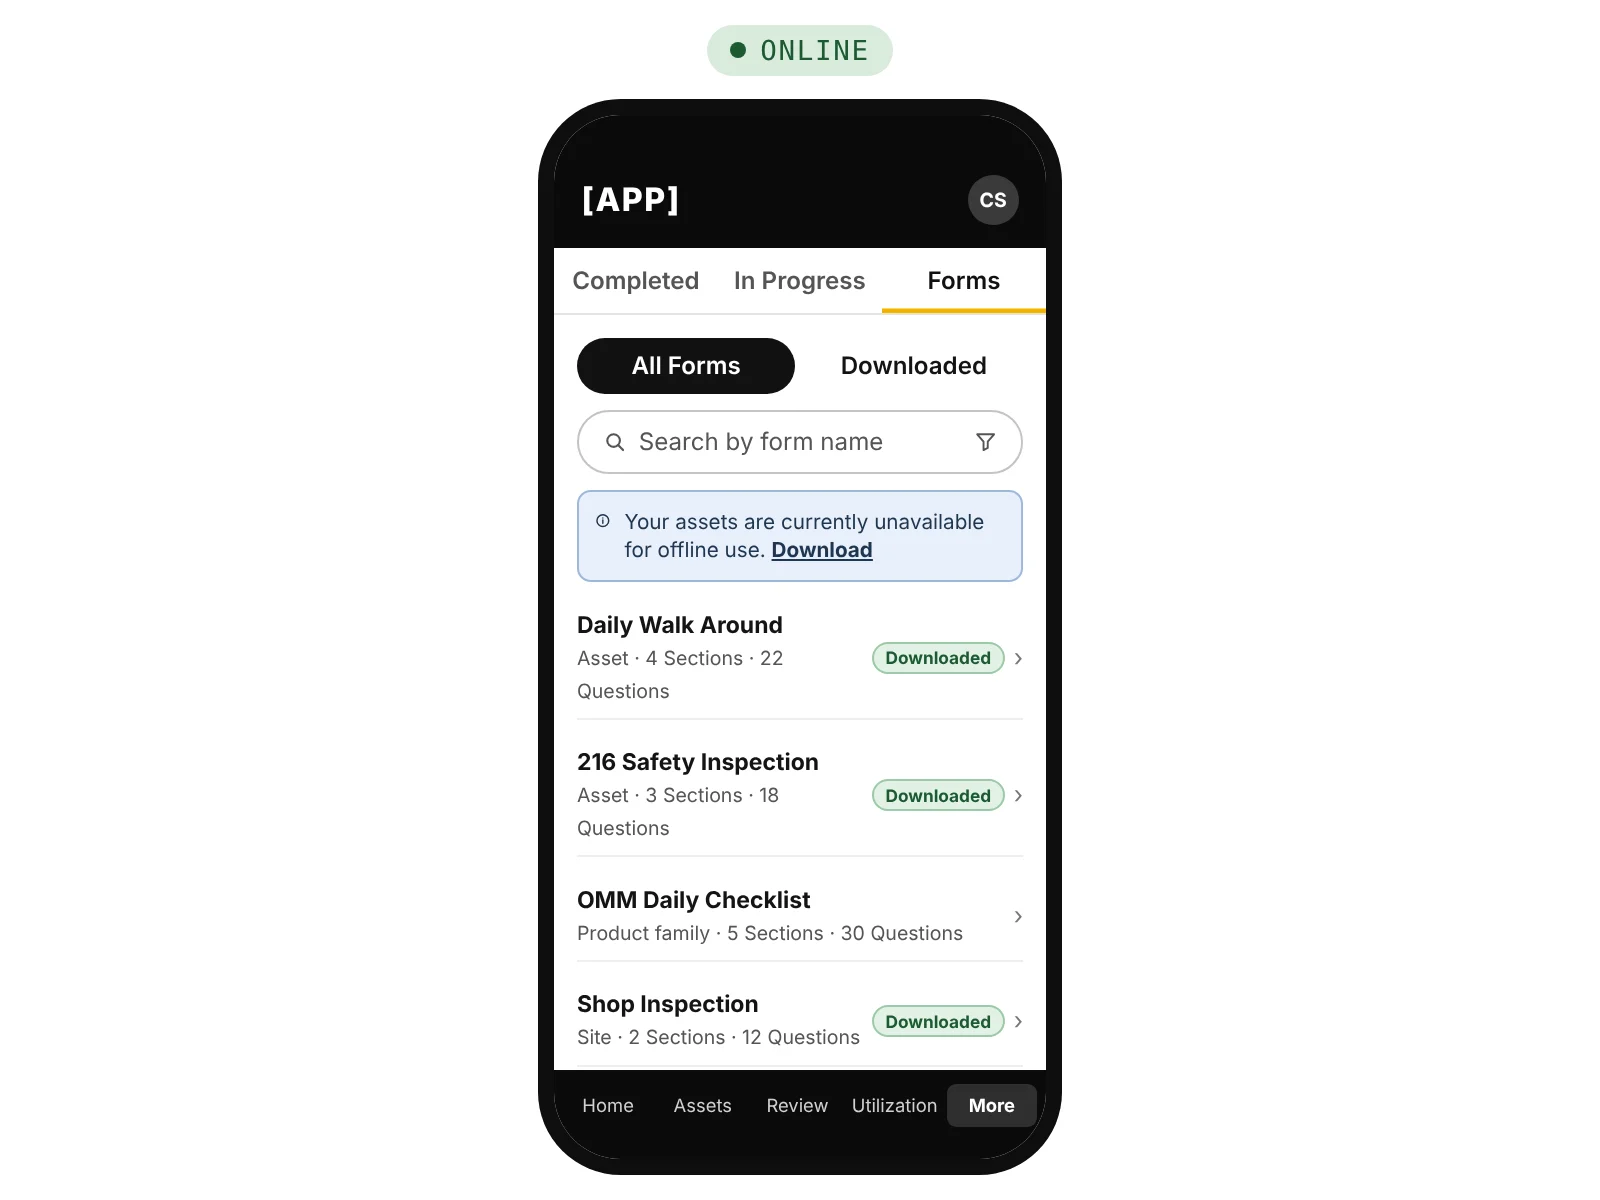 ONLINE
[APP]
CS
Completed
In Progress
Forms
All Forms
Downloaded
Search by form name
Your assets are currently unavailable
for offline use. Download
Daily Walk Around
Asset · 4 Sections · 22
Questions
Downloaded
216 Safety Inspection
Asset · 3 Sections · 18
Questions
Downloaded
OMM Daily Checklist
Product family · 5 Sections · 30 Questions
Shop Inspection
Site · 2 Sections · 12 Questions
Downloaded
Home
Assets
Review
Utilization
More